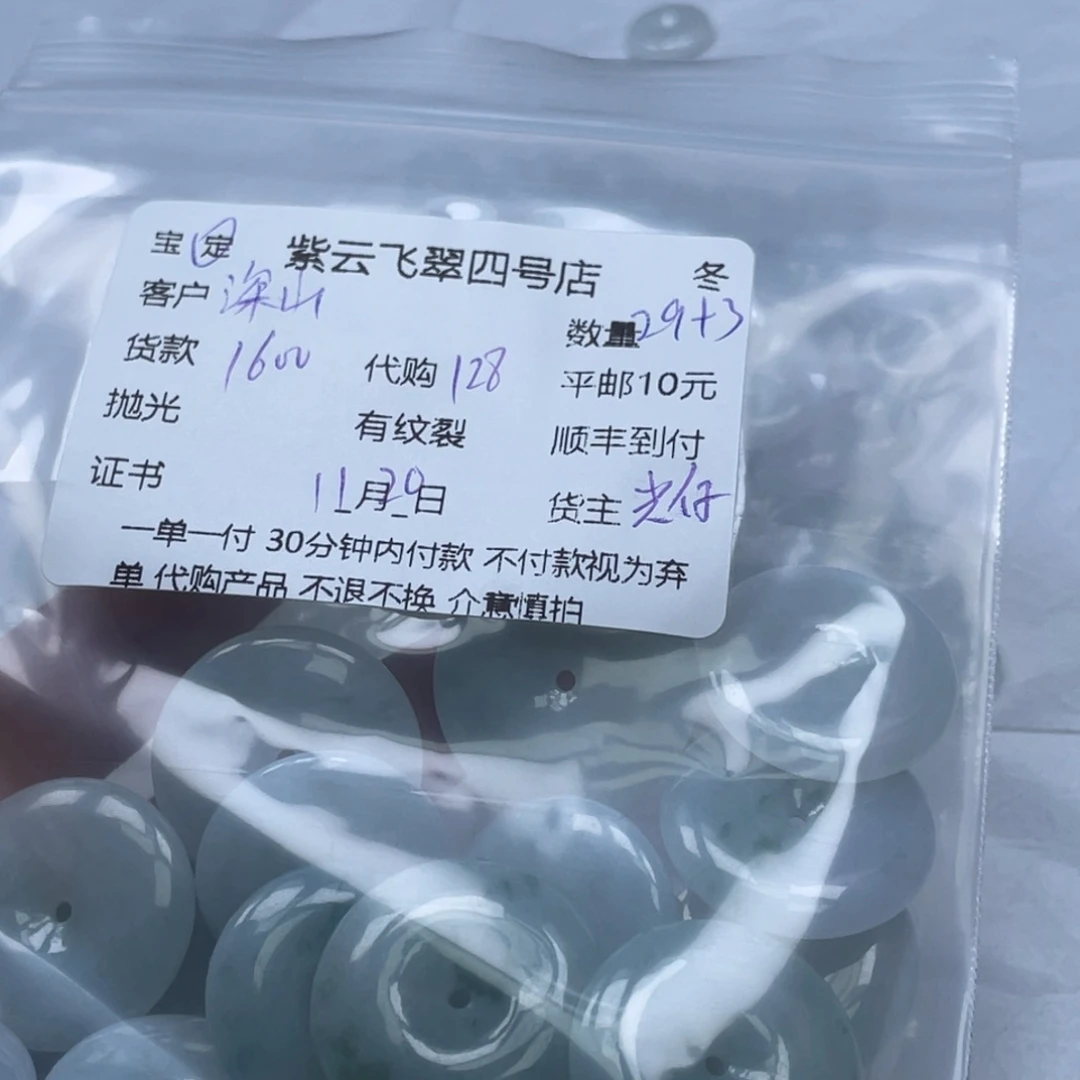 宝 定 紫云飞翠四号店 冬
客户 深山 数量 29+3
货款 1600 代购 128 平邮10元
抛光 有纹裂 顺丰到付
证书 11月29日 货主 光仔
一单一付 30分钟内付款 不付款视为弃
单 代购产品 不退不换 介意慎拍